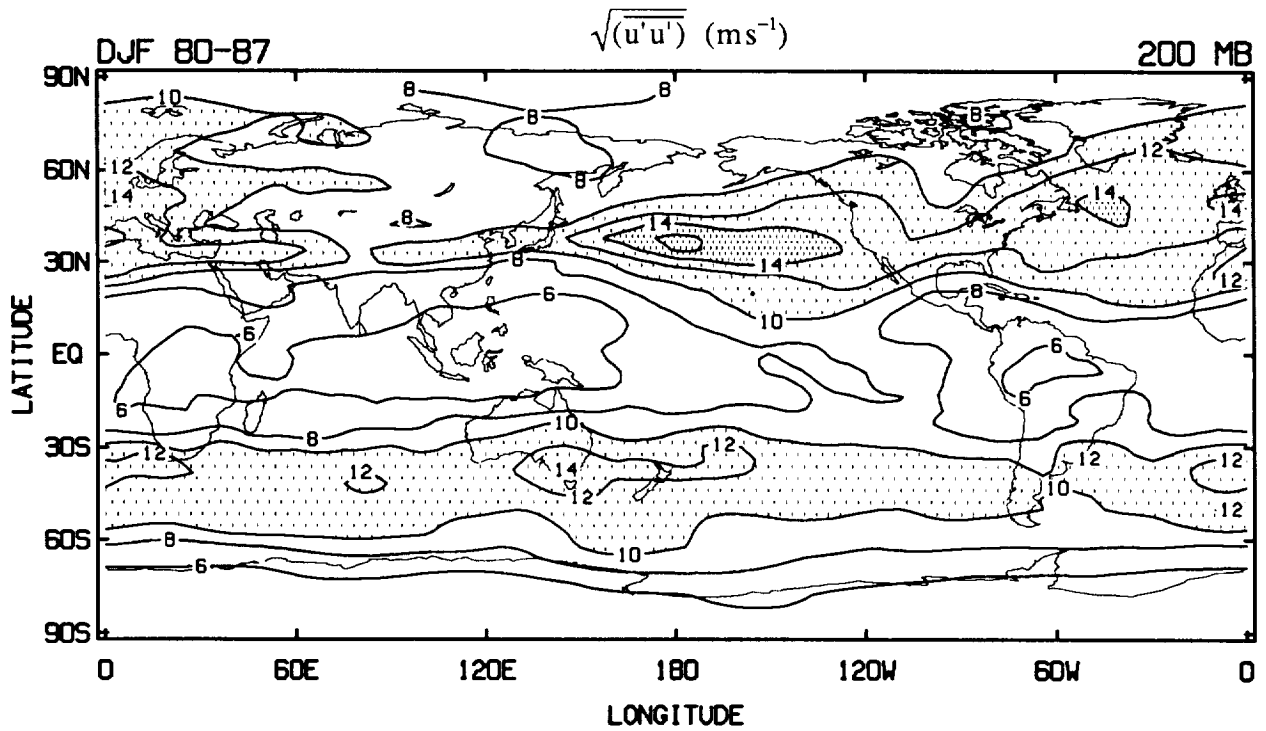 √(u'u') (ms⁻¹)
DJF 80-87 200 MB
90N
60N
30N
EQ
30S
60S
90S
LATITUDE
10 8 8 8 8
12 8 12
14 8 14 14 14
8 14 12
6 8 10
6 6
6 6
8 10 12 12 12
12 12 14 12 10 12
8 10
6
0 60E 120E 180 120W 60W 0
LONGITUDE